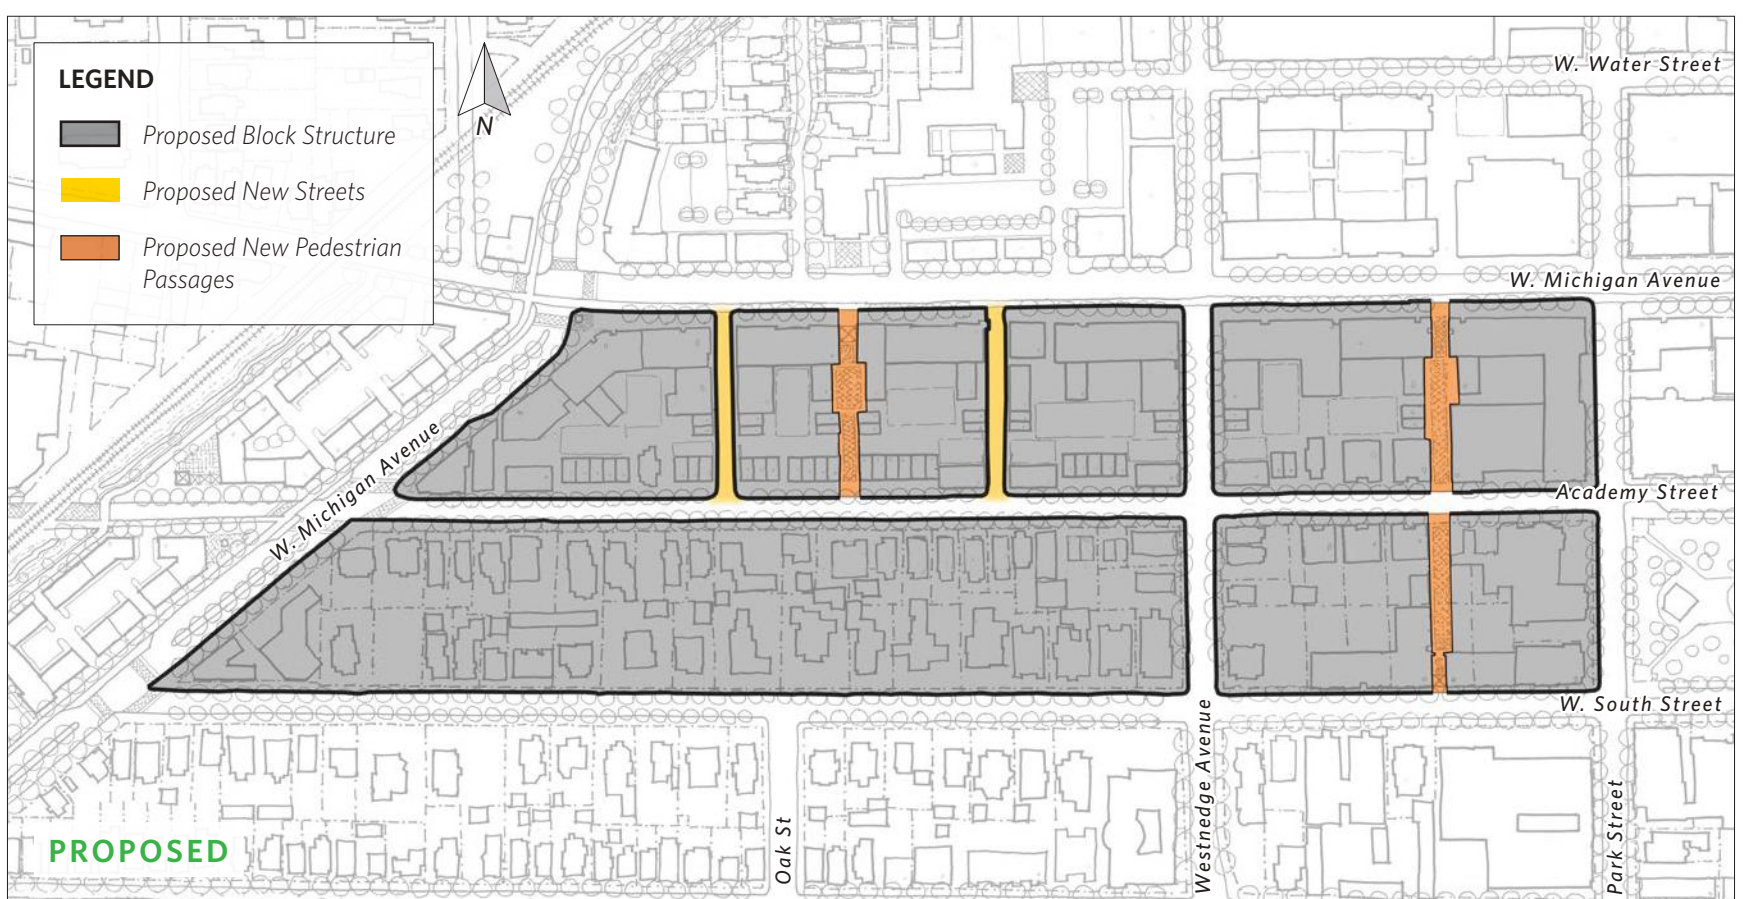 LEGEND
Proposed Block Structure
Proposed New Streets
Proposed New Pedestrian
Passages
N
W. Water Street
W. Michigan Avenue
W. Michigan Avenue
Academy Street
W. South Street
Westnedge Avenue
Oak St
Park Street
PROPOSED